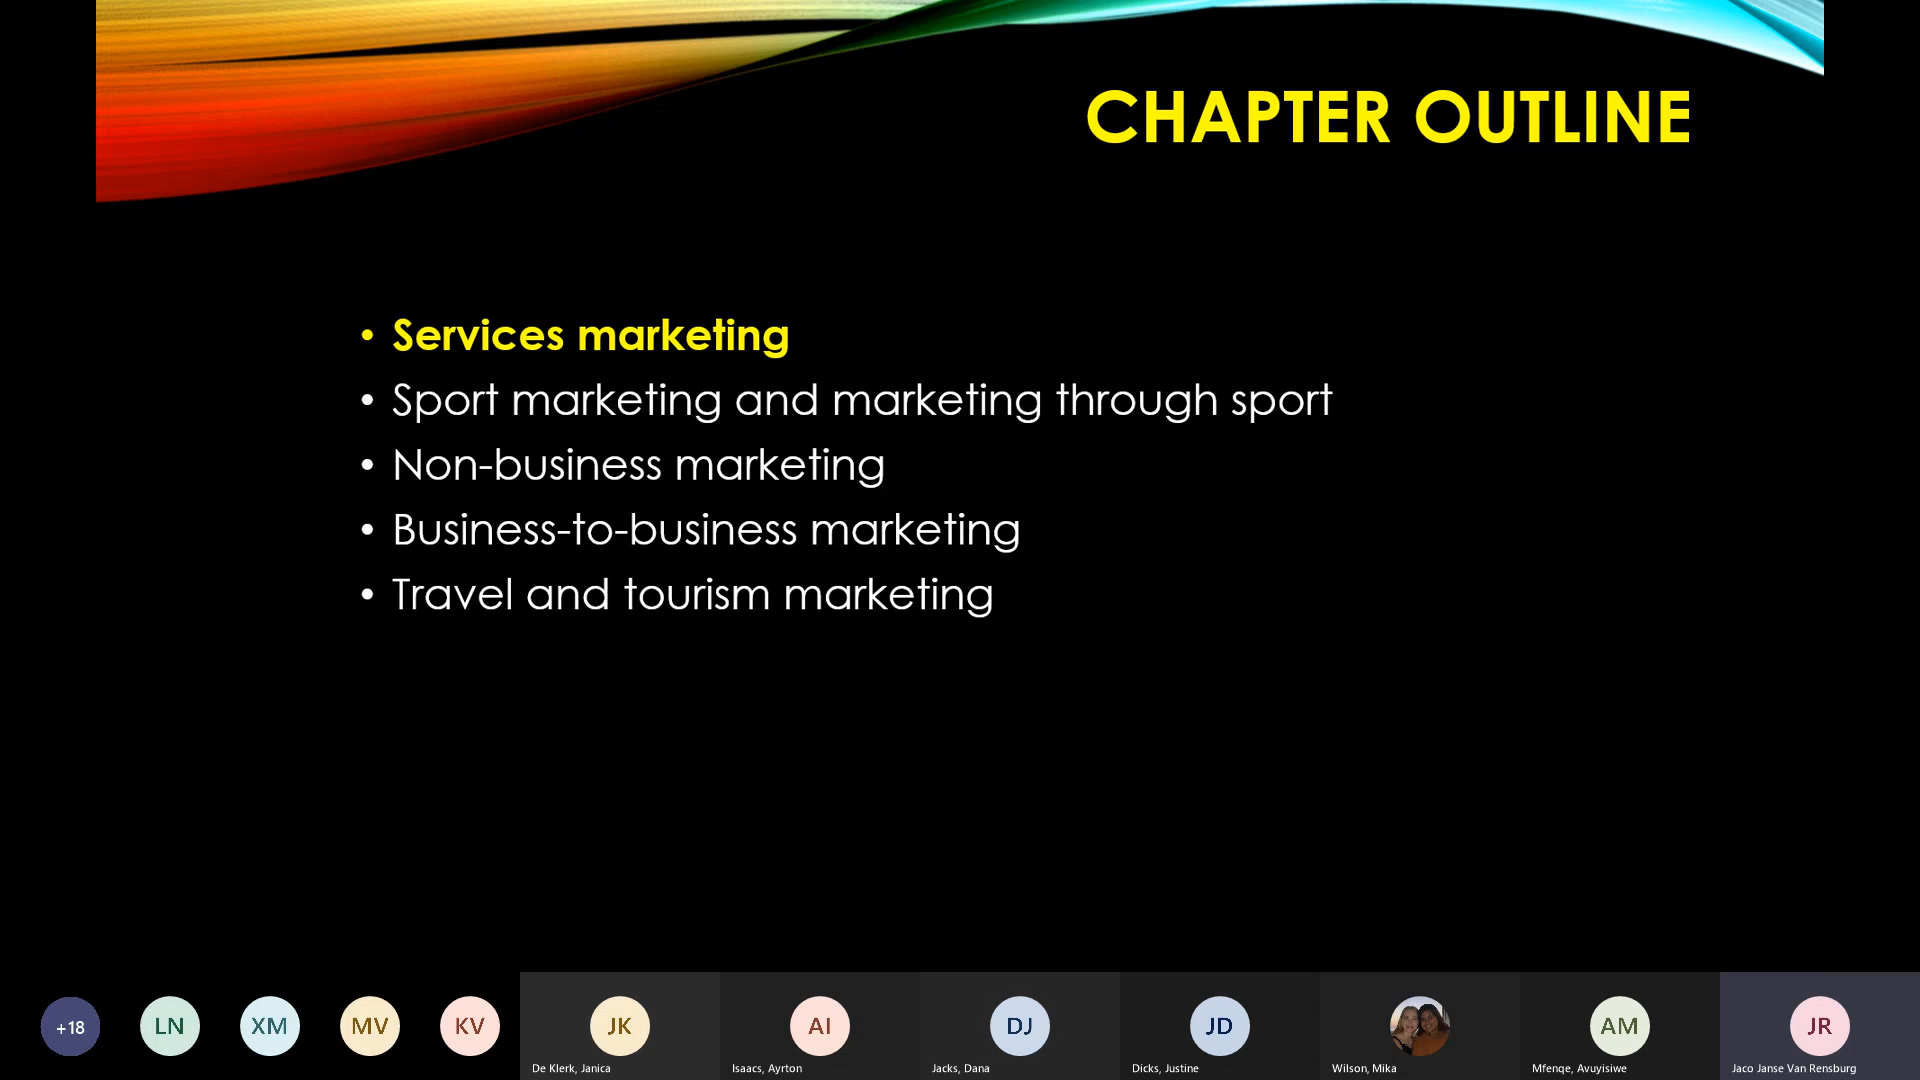 CHAPTER OUTLINE
• Services marketing
• Sport marketing and marketing through sport
• Non-business marketing
• Business-to-business marketing
• Travel and tourism marketing
+18
LN
XM
MV
KV
JK
AI
DJ
JD
AM
JR
De Klerk, Janica
Isaacs, Ayrton
Jacks, Dana
Dicks, Justine
Wilson, Mika
Mfenqe, Avuyisiwe
Jaco Janse Van Rensburg